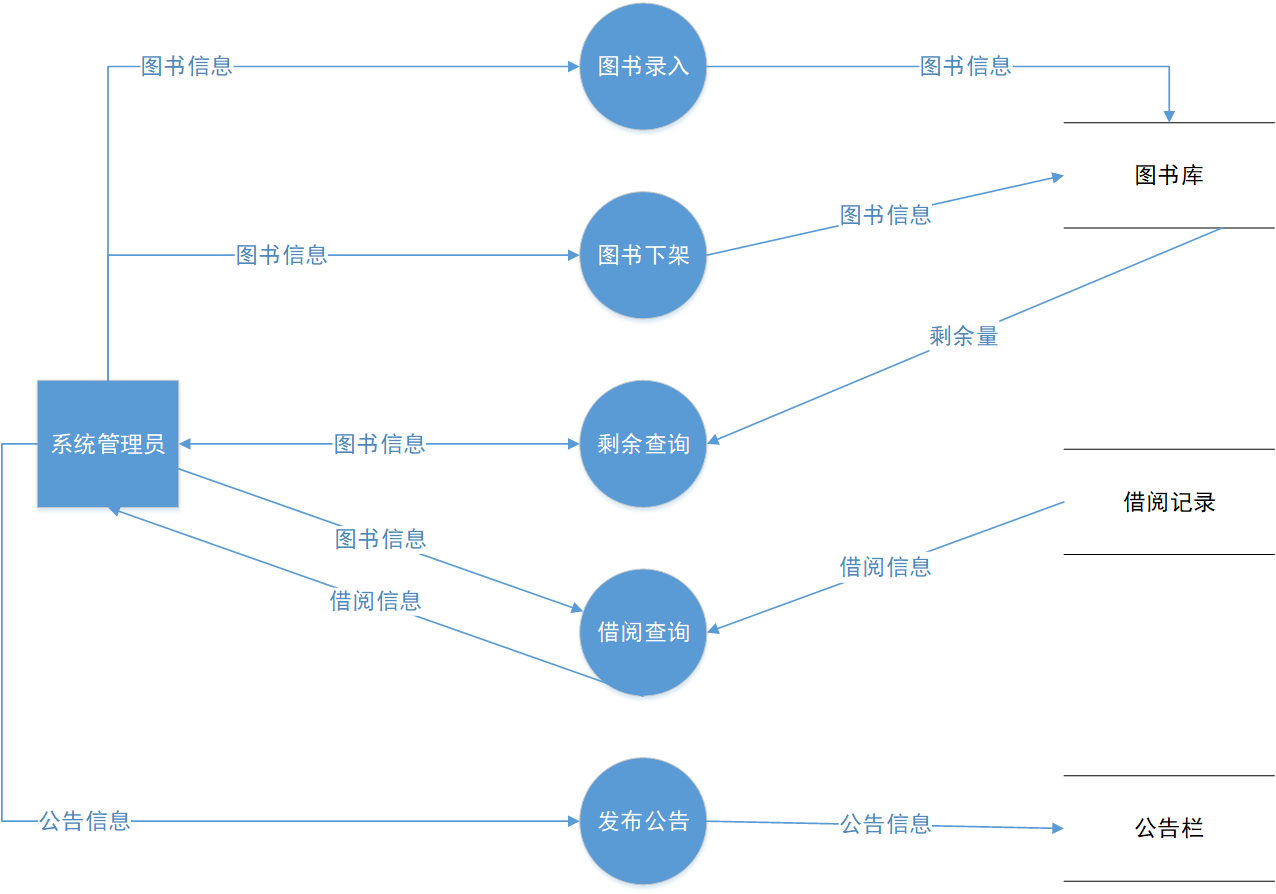 图书信息
图书录入
图书信息
图书库
图书信息
图书下架
图书信息
剩余量
系统管理员
图书信息
剩余查询
借阅记录
图书信息
借阅信息
借阅信息
借阅查询
公告信息
发布公告
公告信息
公告栏